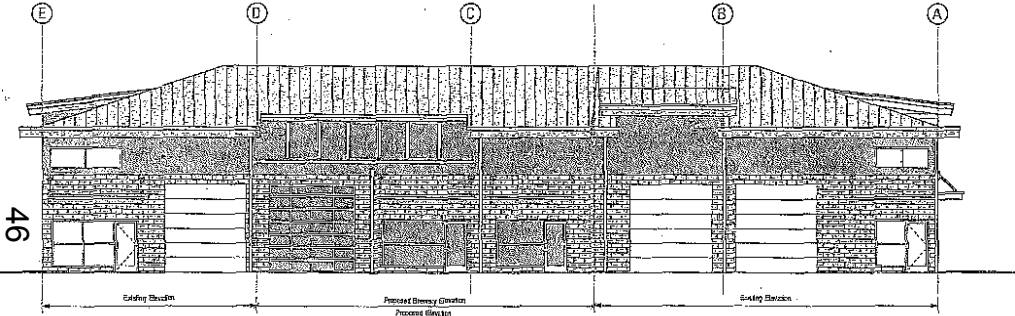 E D C B A
46
Existing Elevation Proposed Brewery Elevation Existing Elevation
Proposed Elevation